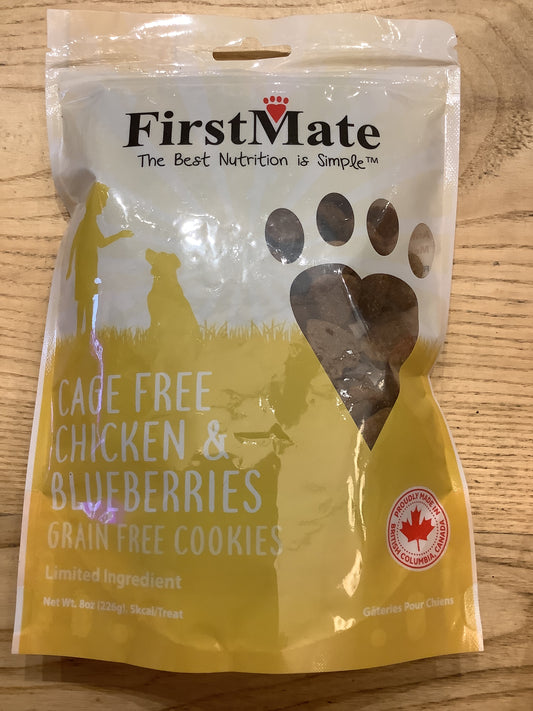 FirstMate
The Best Nutrition is Simple™
CAGE FREE
CHICKEN &
BLUEBERRIES
GRAIN FREE COOKIES
Limited Ingredient
Net Wt. 8oz (226g), 5kcal/Treat
PROUDLY MADE IN
BRITISH COLUMBIA, CANADA
Gâteries Pour Chiens